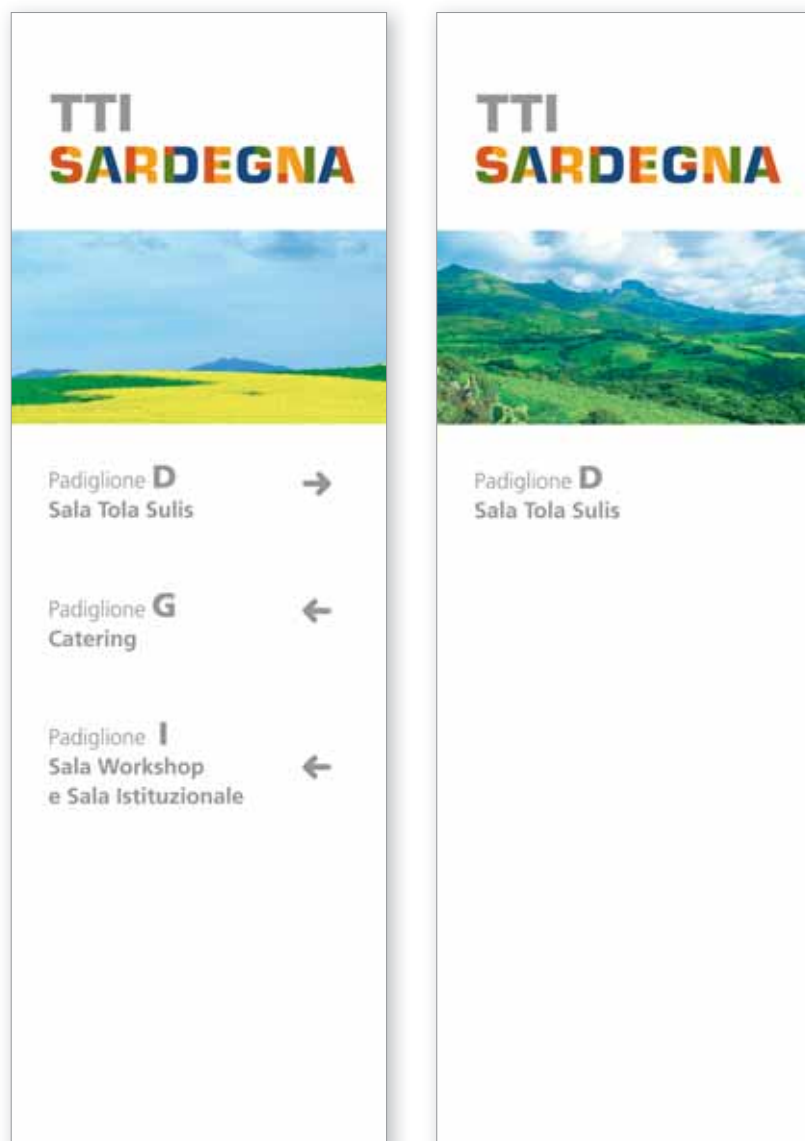 TTI
SARDEGNA
Padiglione D →
Sala Tola Sulis
Padiglione G ←
Catering
Padiglione I ←
Sala Workshop
e Sala Istituzionale
TTI
SARDEGNA
Padiglione D
Sala Tola Sulis